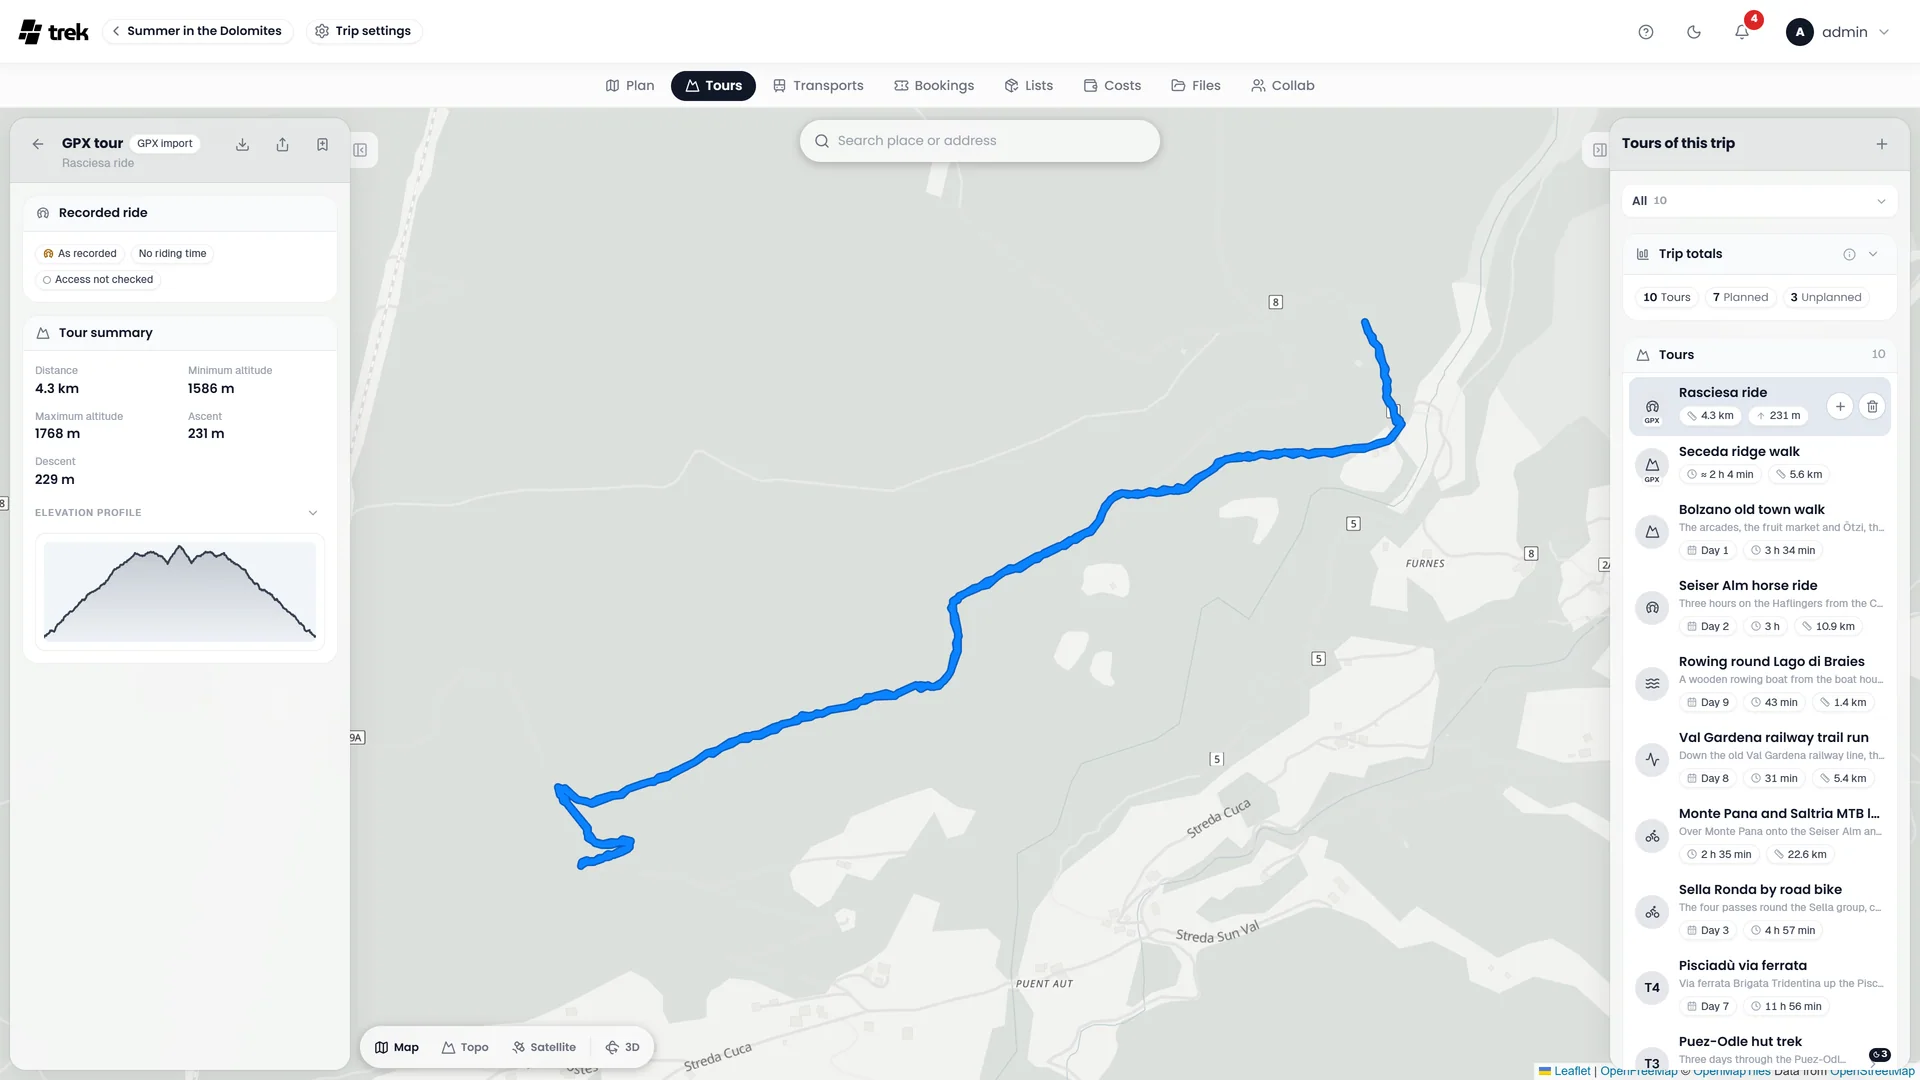 trek
Summer in the Dolomites
Trip settings
4
A
admin
Plan
Tours
Transports
Bookings
Lists
Costs
Files
Collab
GPX tour
GPX import
Rasciesa ride
Recorded ride
As recorded
No riding time
Access not checked
Tour summary
Distance
4.3 km
Minimum altitude
1586 m
Maximum altitude
1768 m
Ascent
231 m
Descent
229 m
ELEVATION PROFILE
Search place or address
8
5
8
FURNES
5
5
8
9A
Streda Cuca
Streda Sun Val
PUENT AUT
Streda Cuca
Map
Topo
Satellite
3D
Tours of this trip
All 10
Trip totals
10 Tours
7 Planned
3 Unplanned
Tours
10
GPX
Rasciesa ride
4.3 km
231 m
GPX
Seceda ridge walk
≈ 2 h 4 min
5.6 km
Bolzano old town walk
The arcades, the fruit market and Ötzi, th...
Day 1
3 h 34 min
Seiser Alm horse ride
Three hours on the Haflingers from the C...
Day 2
3 h
10.9 km
Rowing round Lago di Braies
A wooden rowing boat from the boat hou...
Day 9
43 min
1.4 km
Val Gardena railway trail run
Down the old Val Gardena railway line, th...
Day 8
31 min
5.4 km
Monte Pana and Saltria MTB l...
Over Monte Pana onto the Seiser Alm an...
2 h 35 min
22.6 km
Sella Ronda by road bike
The four passes round the Sella group, c...
Day 3
4 h 57 min
T4
Pisciadù via ferrata
Via ferrata Brigata Tridentina up the Pisc...
Day 7
11 h 56 min
T3
Puez-Odle hut trek
Three days through the Puez-Odl...
3
Leaflet | OpenFreeMap © OpenMapTiles Data from OpenStreetMap